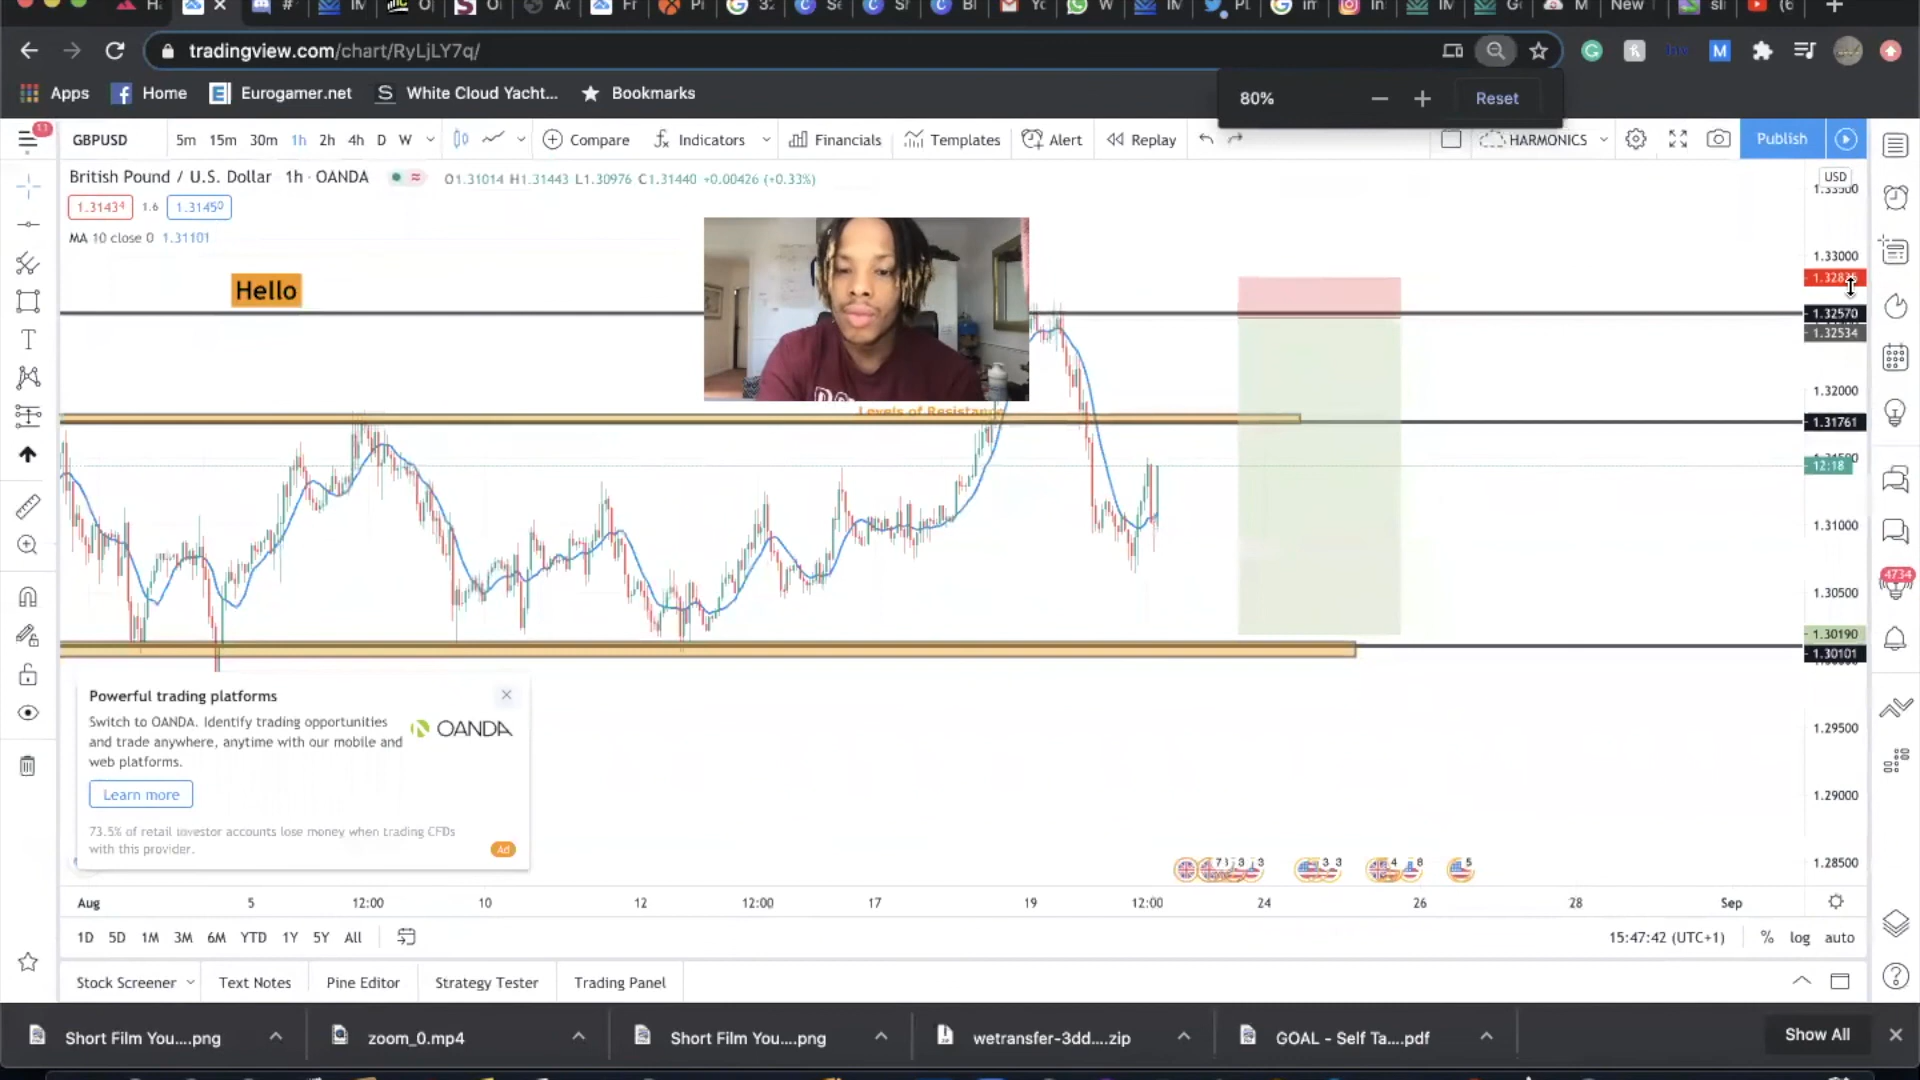 tradingview.com/chart/RyLjLY7q/
Apps
Home
Eurogamer.net
White Cloud Yacht...
Bookmarks
80%
Reset
GBPUSD
5m 15m 30m 1h 2h 4h D W
Compare
Indicators
Financials
Templates
Alert
Replay
HARMONICS
Publish
British Pound / U.S. Dollar 1h · OANDA
O1.31014 H1.31443 L1.30976 C1.31440 +0.00426 (+0.33%)
USD
1.31434
1.6
1.31450
MA 10 close 0 1.31101
Hello
Levels of Resistance
1.33000
1.32570
1.32534
1.32000
1.31761
12:18
1.31000
1.30500
1.30190
1.30101
1.29500
1.29000
1.28500
4734
Powerful trading platforms
Switch to OANDA. Identify trading opportunities
and trade anywhere, anytime with our mobile and
web platforms.
OANDA
Learn more
73.5% of retail investor accounts lose money when trading CFDs
with this provider.
Ad
Aug 5 12:00 10 12 12:00 17 19 12:00 24 26 28 Sep
1D 5D 1M 3M 6M YTD 1Y 5Y All
15:47:42 (UTC+1) % log auto
Stock Screener
Text Notes
Pine Editor
Strategy Tester
Trading Panel
Short Film You....png
zoom_0.mp4
Short Film You....png
wetransfer-3dd....zip
GOAL - Self Ta....pdf
Show All